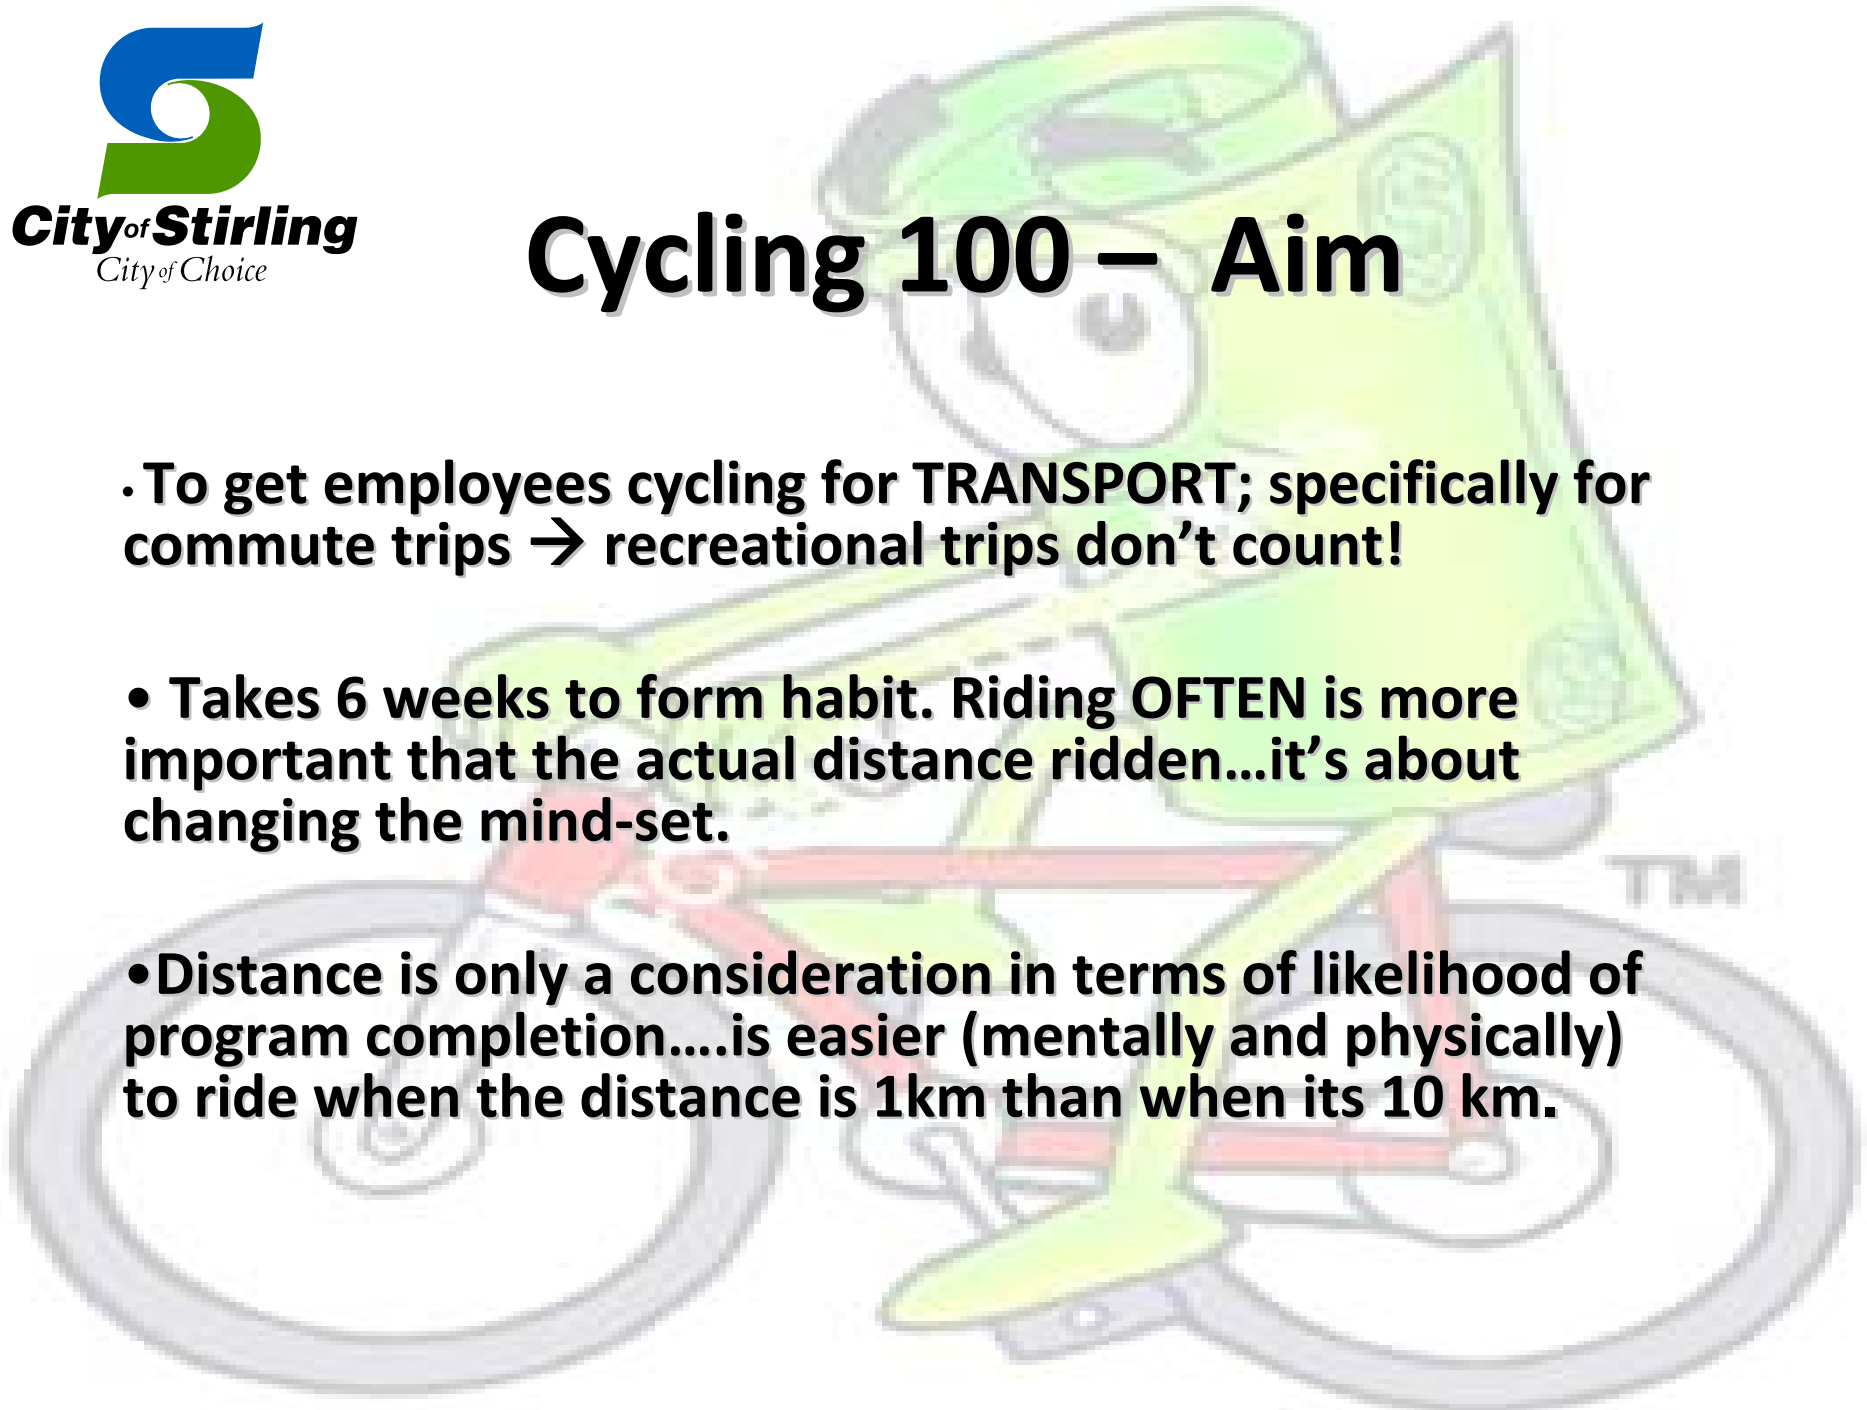 City of Stirling
City of Choice
Cycling 100 – Aim
• To get employees cycling for TRANSPORT; specifically for
commute trips → recreational trips don’t count!
• Takes 6 weeks to form habit. Riding OFTEN is more
important that the actual distance ridden…it’s about
changing the mind-set.
TM
•Distance is only a consideration in terms of likelihood of
program completion….is easier (mentally and physically)
to ride when the distance is 1km than when its 10 km.